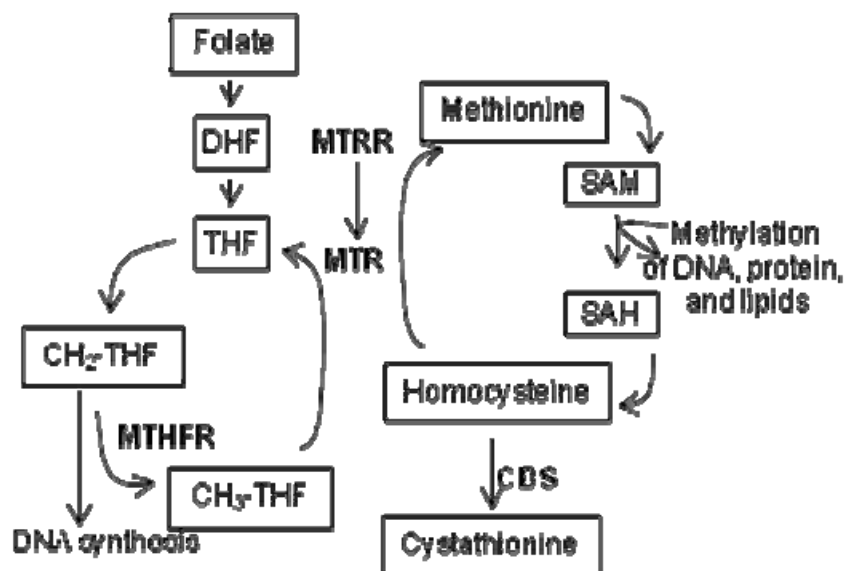 Folate
DHF
THF
CH2-THF
MTHFR
CH3-THF
DNA synthesis
MTRR
MTR
Methionine
SAM
Methylation
of DNA, protein,
and lipids
SAH
Homocysteine
CBS
Cystathionine